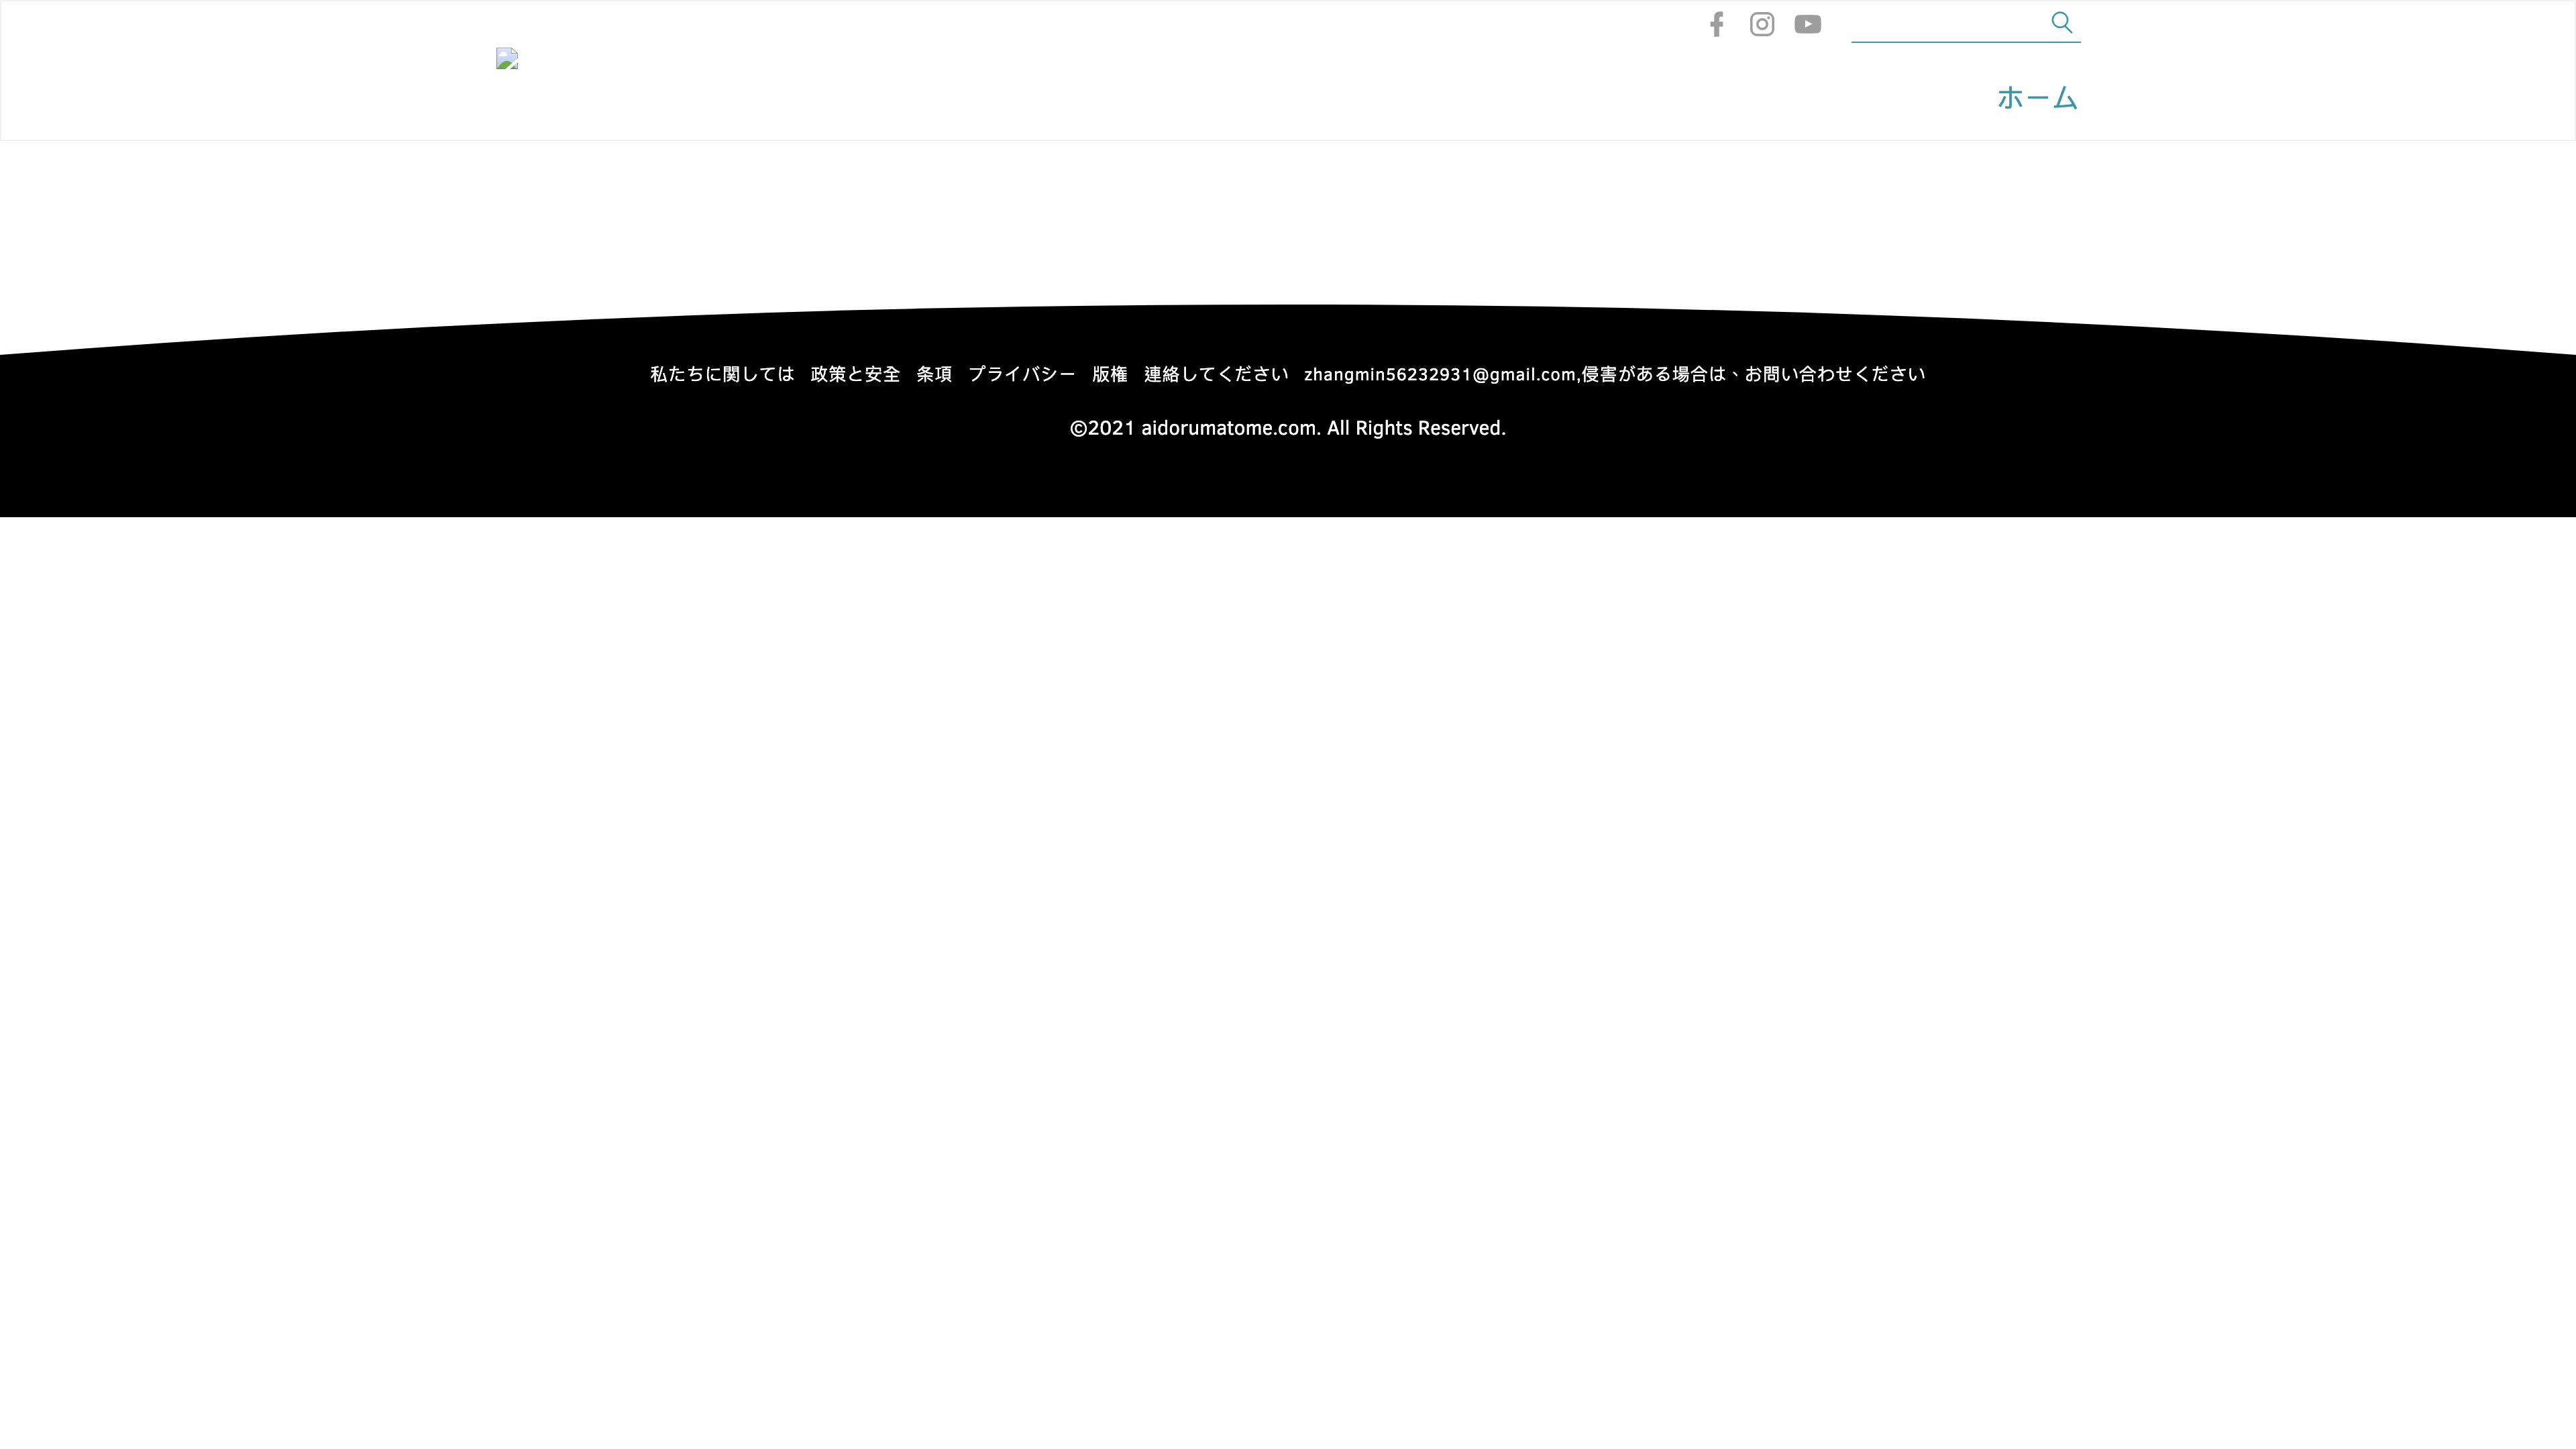 ホーム
私たちに関しては 政策と安全 条項 プライバシー 版権 連絡してください zhangmin56232931@gmail.com,侵害がある場合は、お問い合わせください
©2021 aidorumatome.com. All Rights Reserved.